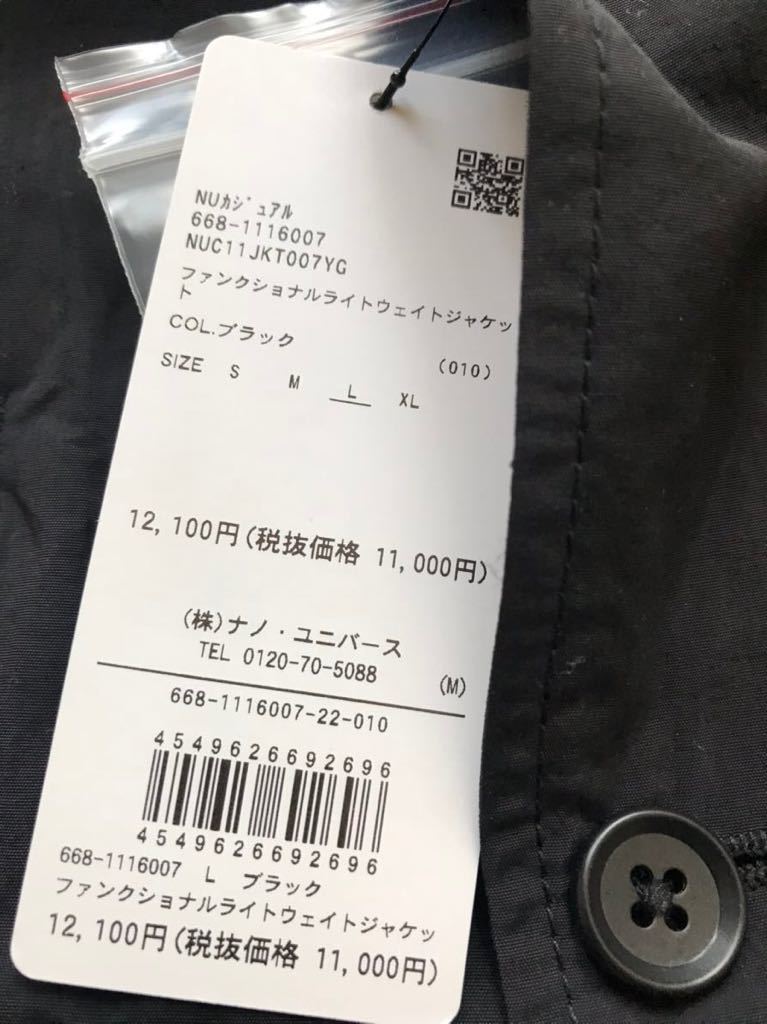 NUカジュアル
668-1116007
NUC11JKT007YG
ファンクショナルライトウェイトジャケッ
ト
COL.ブラック (010)
SIZE S M L XL
12,100円(税抜価格 11,000円)
(株)ナノ・ユニバース
TEL 0120-70-5088 (M)
668-1116007-22-010
4549626692696
4549626692696
668-1116007 L ブラック
ファンクショナルライトウェイトジャケッ
12,100円(税抜価格 11,000円)